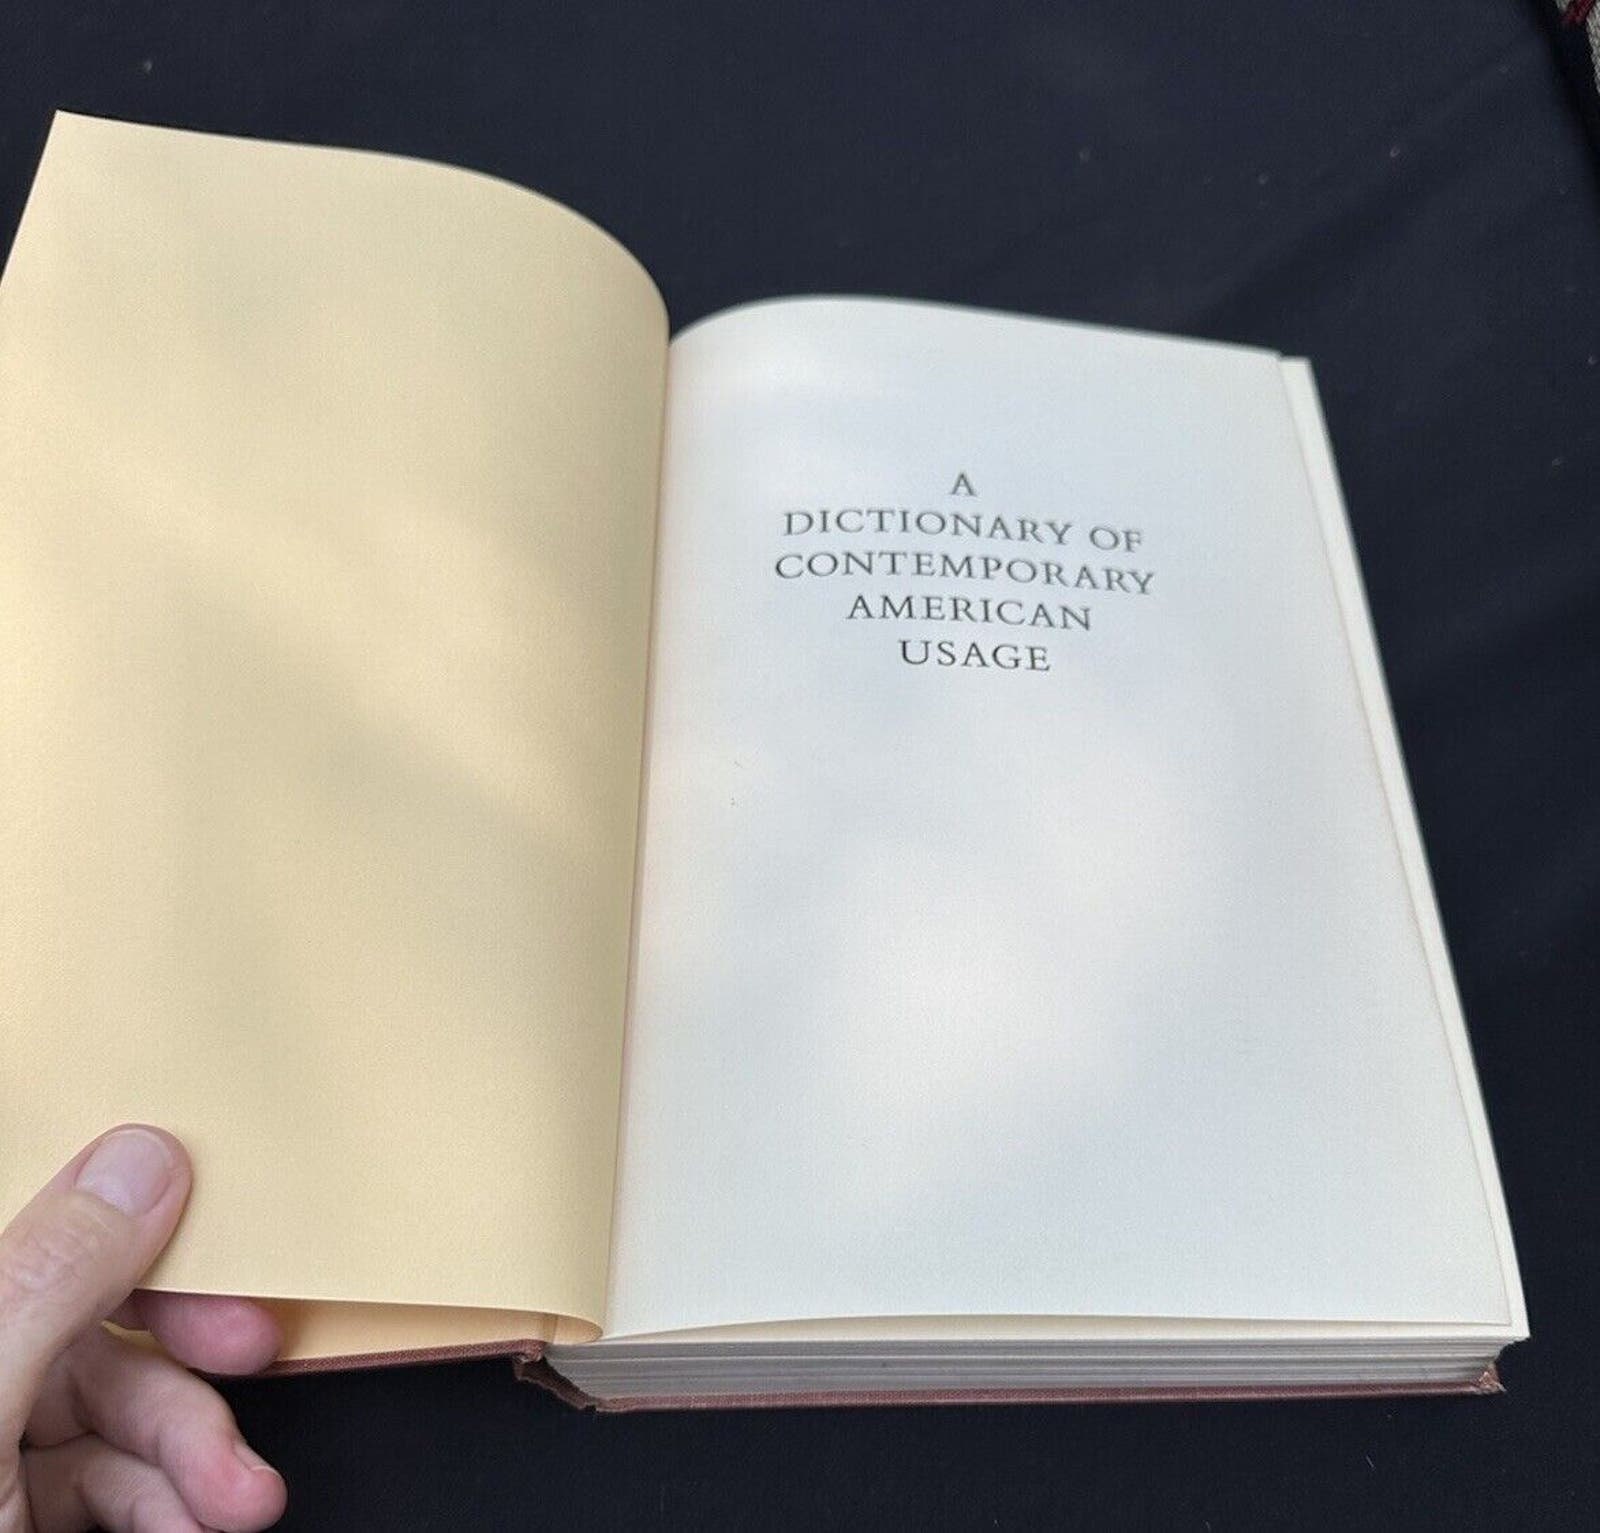 A
DICTIONARY OF
CONTEMPORARY
AMERICAN
USAGE